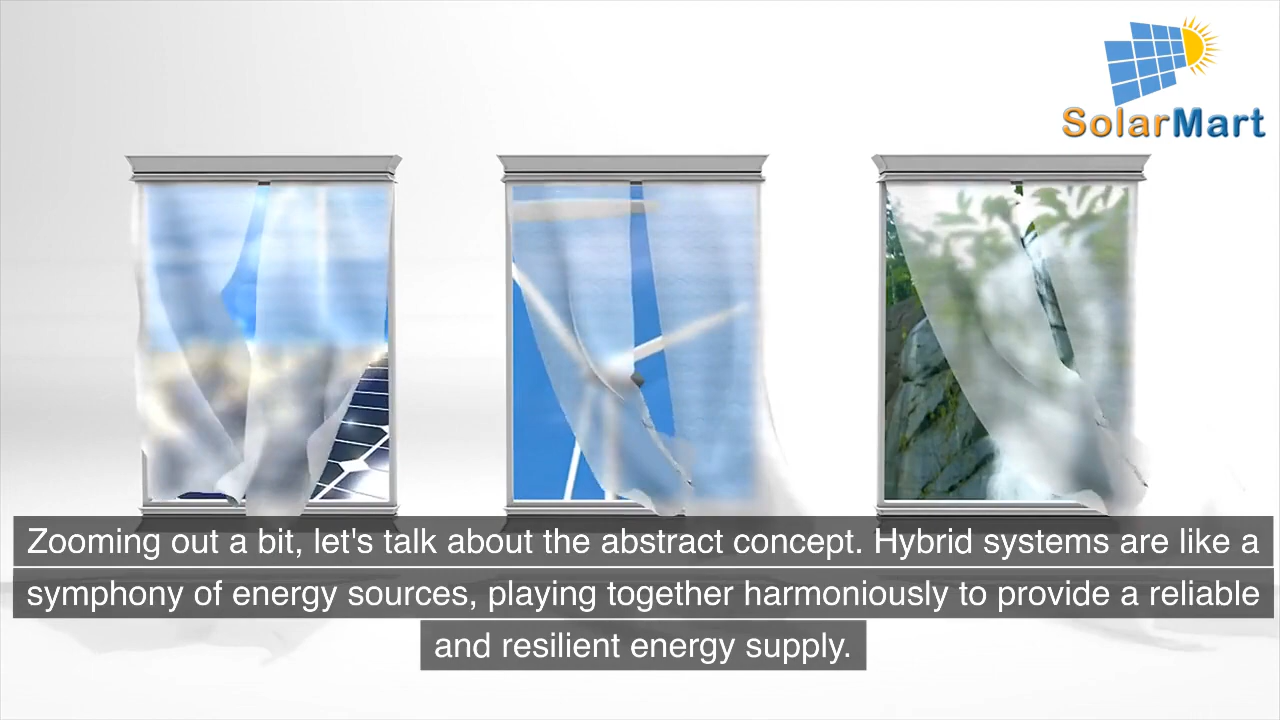 SolarMart
Zooming out a bit, let's talk about the abstract concept. Hybrid systems are like a
symphony of energy sources, playing together harmoniously to provide a reliable
and resilient energy supply.